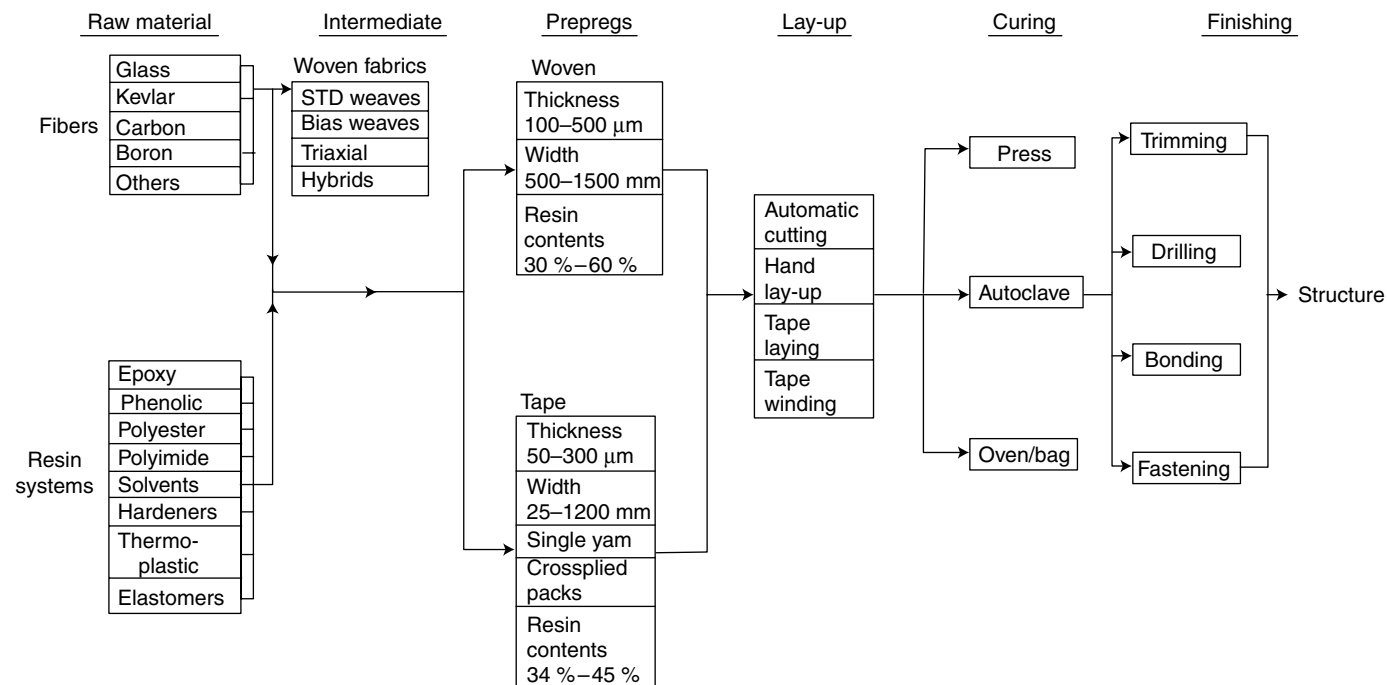 Raw material
Intermediate
Prepregs
Lay-up
Curing
Finishing
Fibers
Glass
Kevlar
Carbon
Boron
Others
Resin
systems
Epoxy
Phenolic
Polyester
Polyimide
Solvents
Hardeners
Thermo-
plastic
Elastomers
Woven fabrics
STD weaves
Bias weaves
Triaxial
Hybrids
Woven
Thickness
100–500 μm
Width
500–1500 mm
Resin
contents
30 %–60 %
Tape
Thickness
50–300 μm
Width
25–1200 mm
Single yam
Crossplied
packs
Resin
contents
34 %–45 %
Automatic
cutting
Hand
lay-up
Tape
laying
Tape
winding
Press
Autoclave
Oven/bag
Trimming
Drilling
Bonding
Fastening
Structure